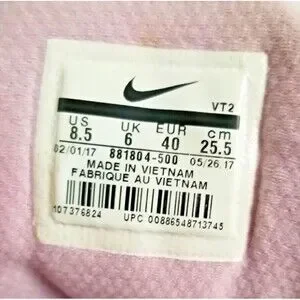 VT2
US UK EUR cm
8.5 6 40 25.5
02/01/17 881804-500 05/26/17
MADE IN VIETNAM
FABRIQUE AU VIETNAM
107376824 UPC 00886548713745